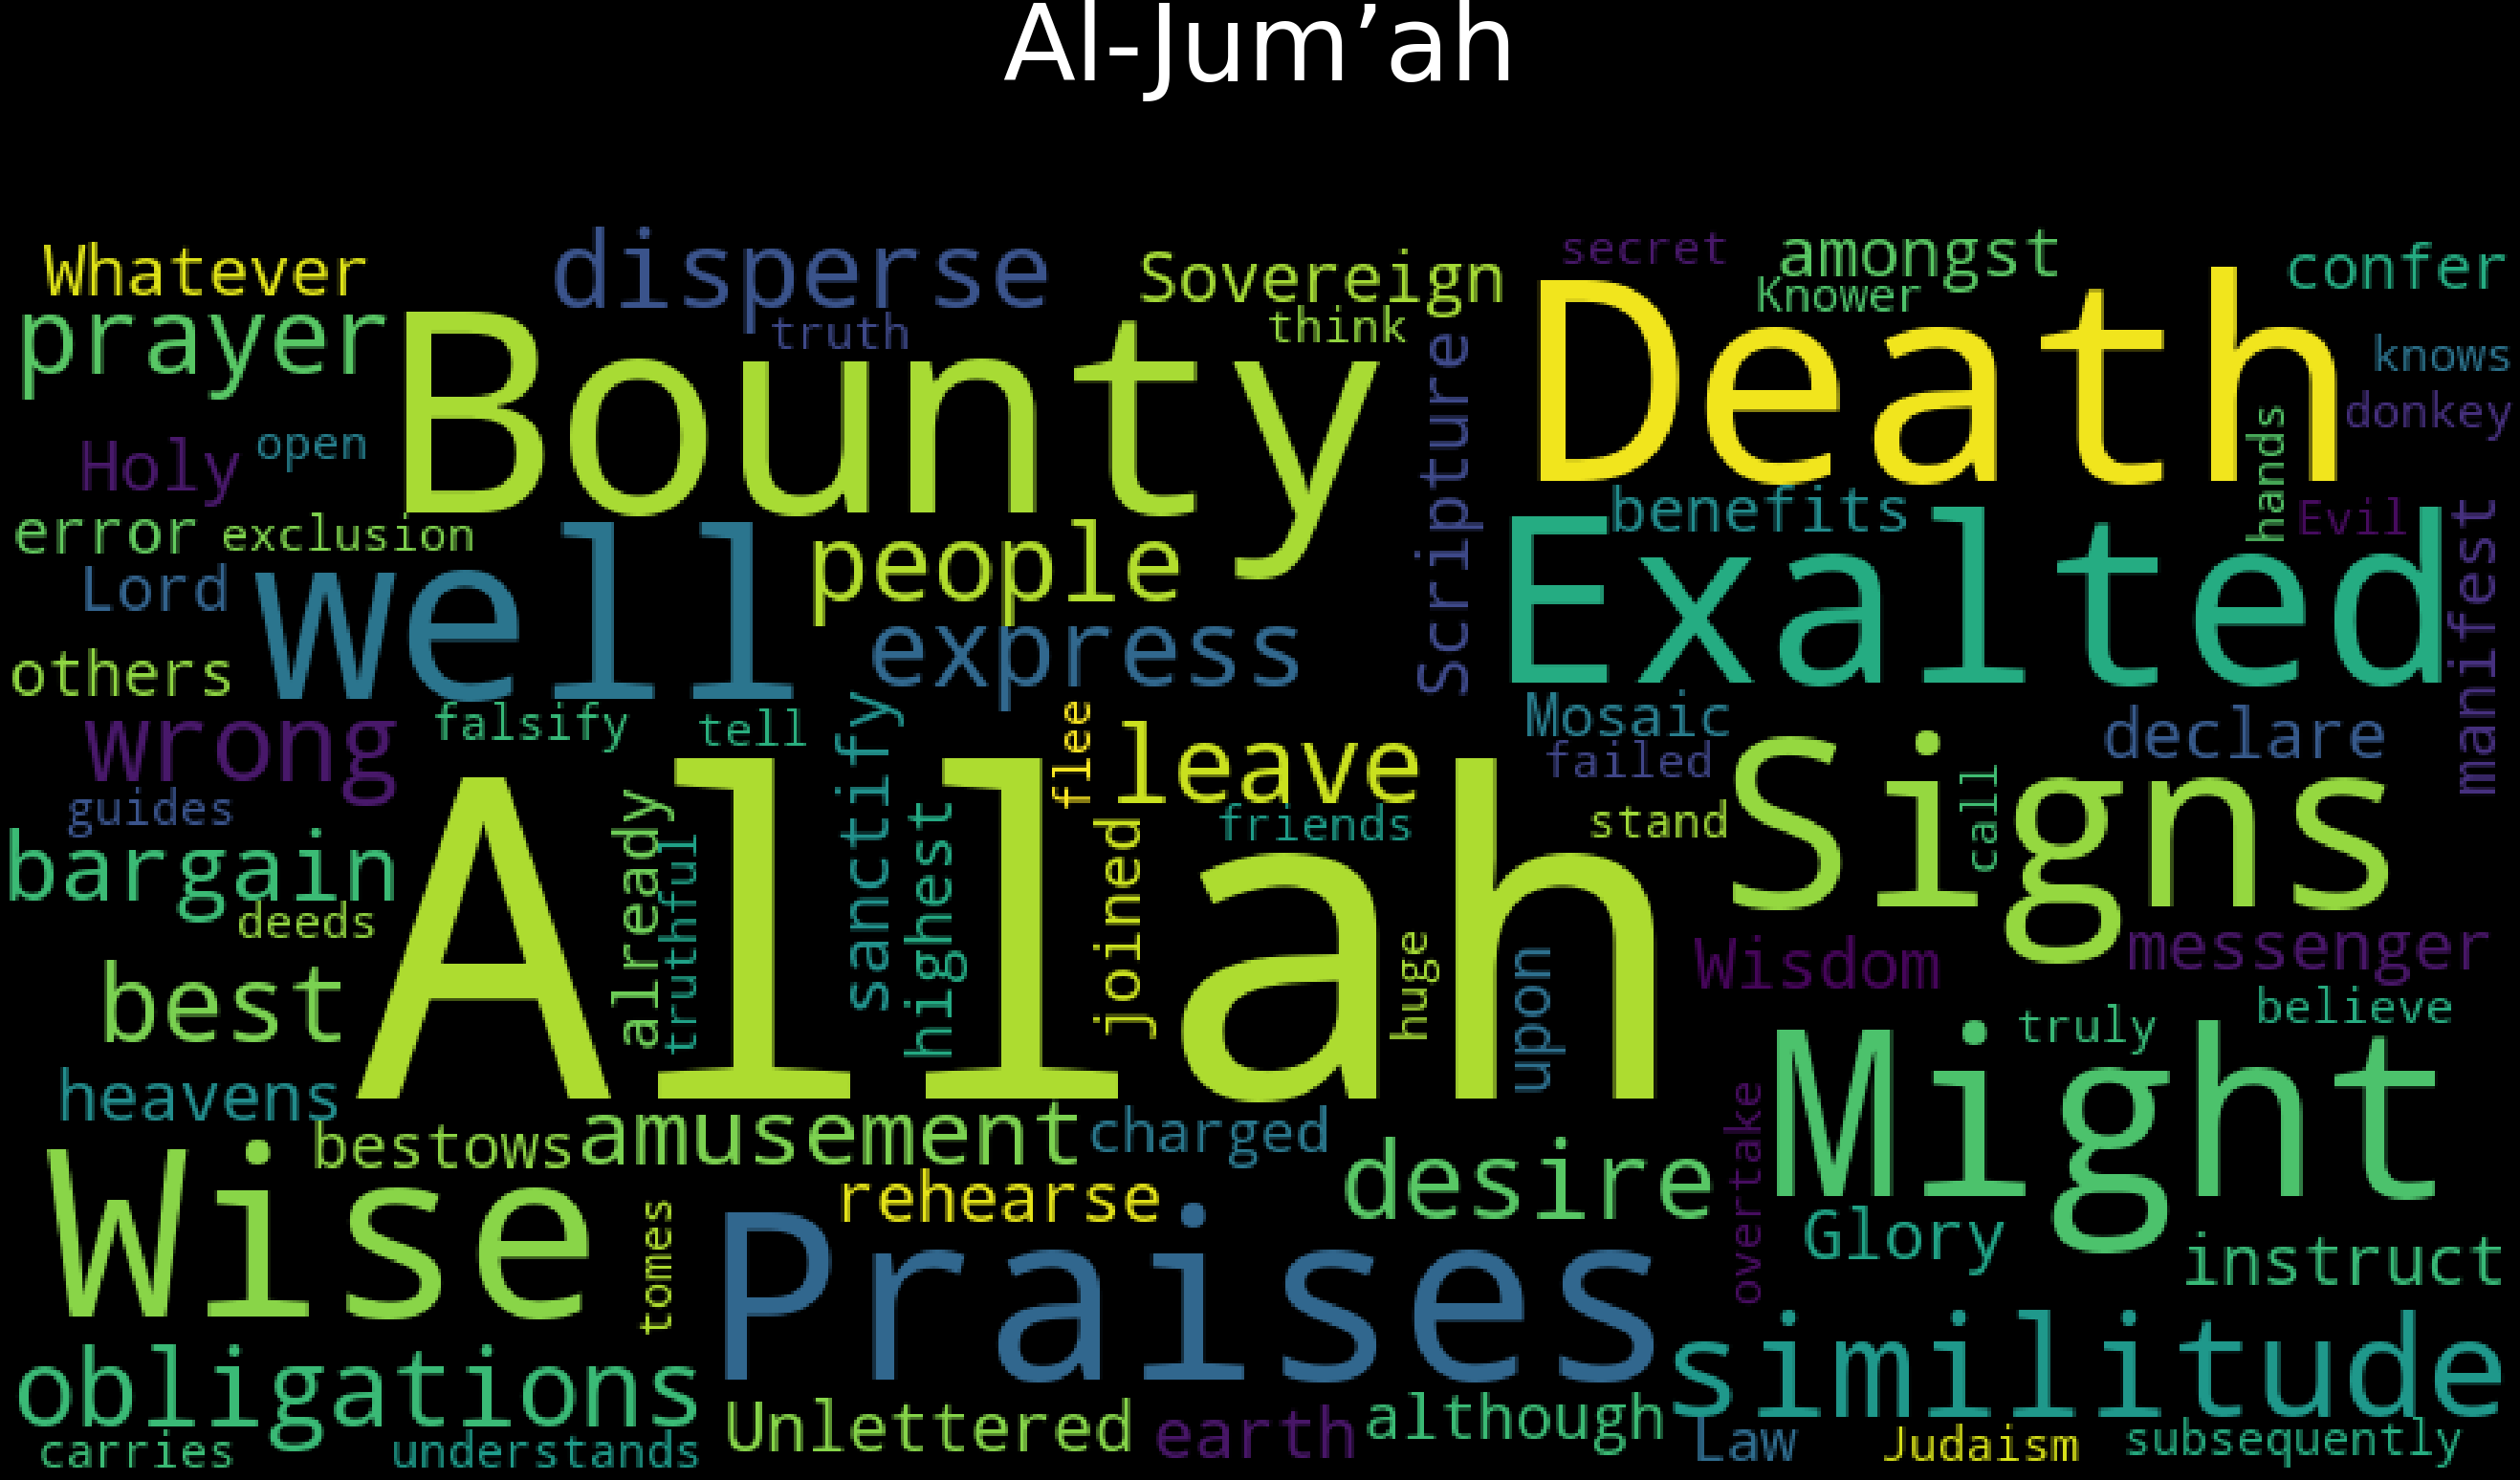 Al-Jum’ah
Whatever
disperse
Sovereign
secret
amongst
confer
prayer
Bounty
truth
think
Knower
Death
knows
donkey
Scripture
hands
Holy
open
error
exclusion
people
benefits
Evil
manifest
Lord
well
express
Exalted
others
wrong
falsify
tell
sanctify
flee
leave
Mosaic
failed
declare
guides
friends
stand
Signs
call
bargain
Allah
already
truthful
highest
joined
huge
upon
deeds
Wisdom
messenger
best
believe
truly
heavens
bestows
amusement
charged
Might
overtake
desire
Wise
rehearse
tomes
Praises
Glory
instruct
similitude
obligations
Unlettered
earth
although
carries
understands
Law
Judaism
subsequently